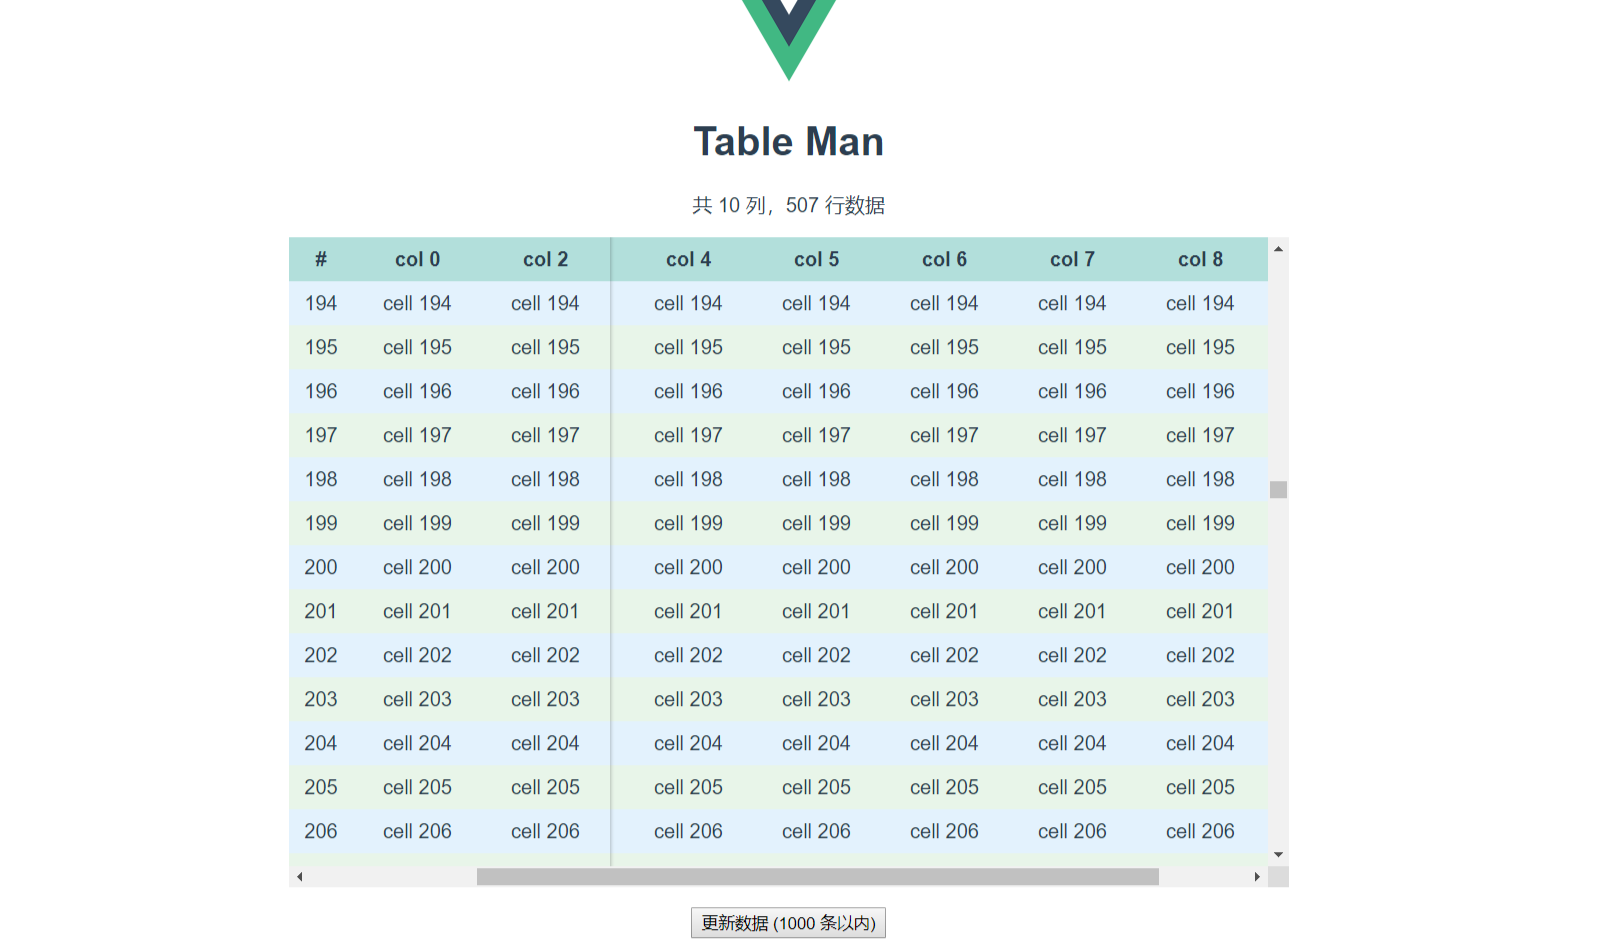 Table Man
共 10 列，507 行数据
# col 0 col 2 col 4 col 5 col 6 col 7 col 8
194 cell 194 cell 194 cell 194 cell 194 cell 194 cell 194 cell 194
195 cell 195 cell 195 cell 195 cell 195 cell 195 cell 195 cell 195
196 cell 196 cell 196 cell 196 cell 196 cell 196 cell 196 cell 196
197 cell 197 cell 197 cell 197 cell 197 cell 197 cell 197 cell 197
198 cell 198 cell 198 cell 198 cell 198 cell 198 cell 198 cell 198
199 cell 199 cell 199 cell 199 cell 199 cell 199 cell 199 cell 199
200 cell 200 cell 200 cell 200 cell 200 cell 200 cell 200 cell 200
201 cell 201 cell 201 cell 201 cell 201 cell 201 cell 201 cell 201
202 cell 202 cell 202 cell 202 cell 202 cell 202 cell 202 cell 202
203 cell 203 cell 203 cell 203 cell 203 cell 203 cell 203 cell 203
204 cell 204 cell 204 cell 204 cell 204 cell 204 cell 204 cell 204
205 cell 205 cell 205 cell 205 cell 205 cell 205 cell 205 cell 205
206 cell 206 cell 206 cell 206 cell 206 cell 206 cell 206 cell 206
更新数据 (1000 条以内)